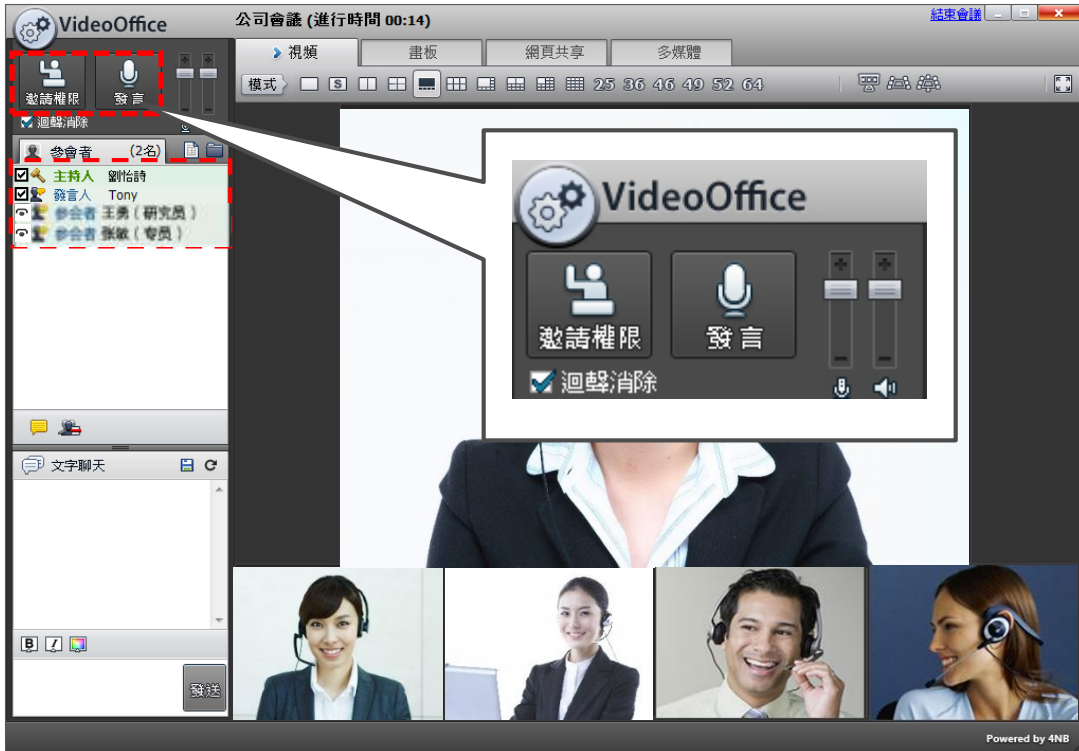 VideoOffice
公司會議 (進行時間 00:14)
結束會議
視頻
畫板
網頁共享
多媒體
邀請權限
發言
迴聲消除
模式
S
25 36 46 49 52 64
參會者 (2名)
主持人 劉怡詩
發言人 Tony
参会者 王勇（研究员）
参会者 张敏（专员）
VideoOffice
邀請權限
發言
迴聲消除
文字聊天
B I
發送
Powered by 4NB